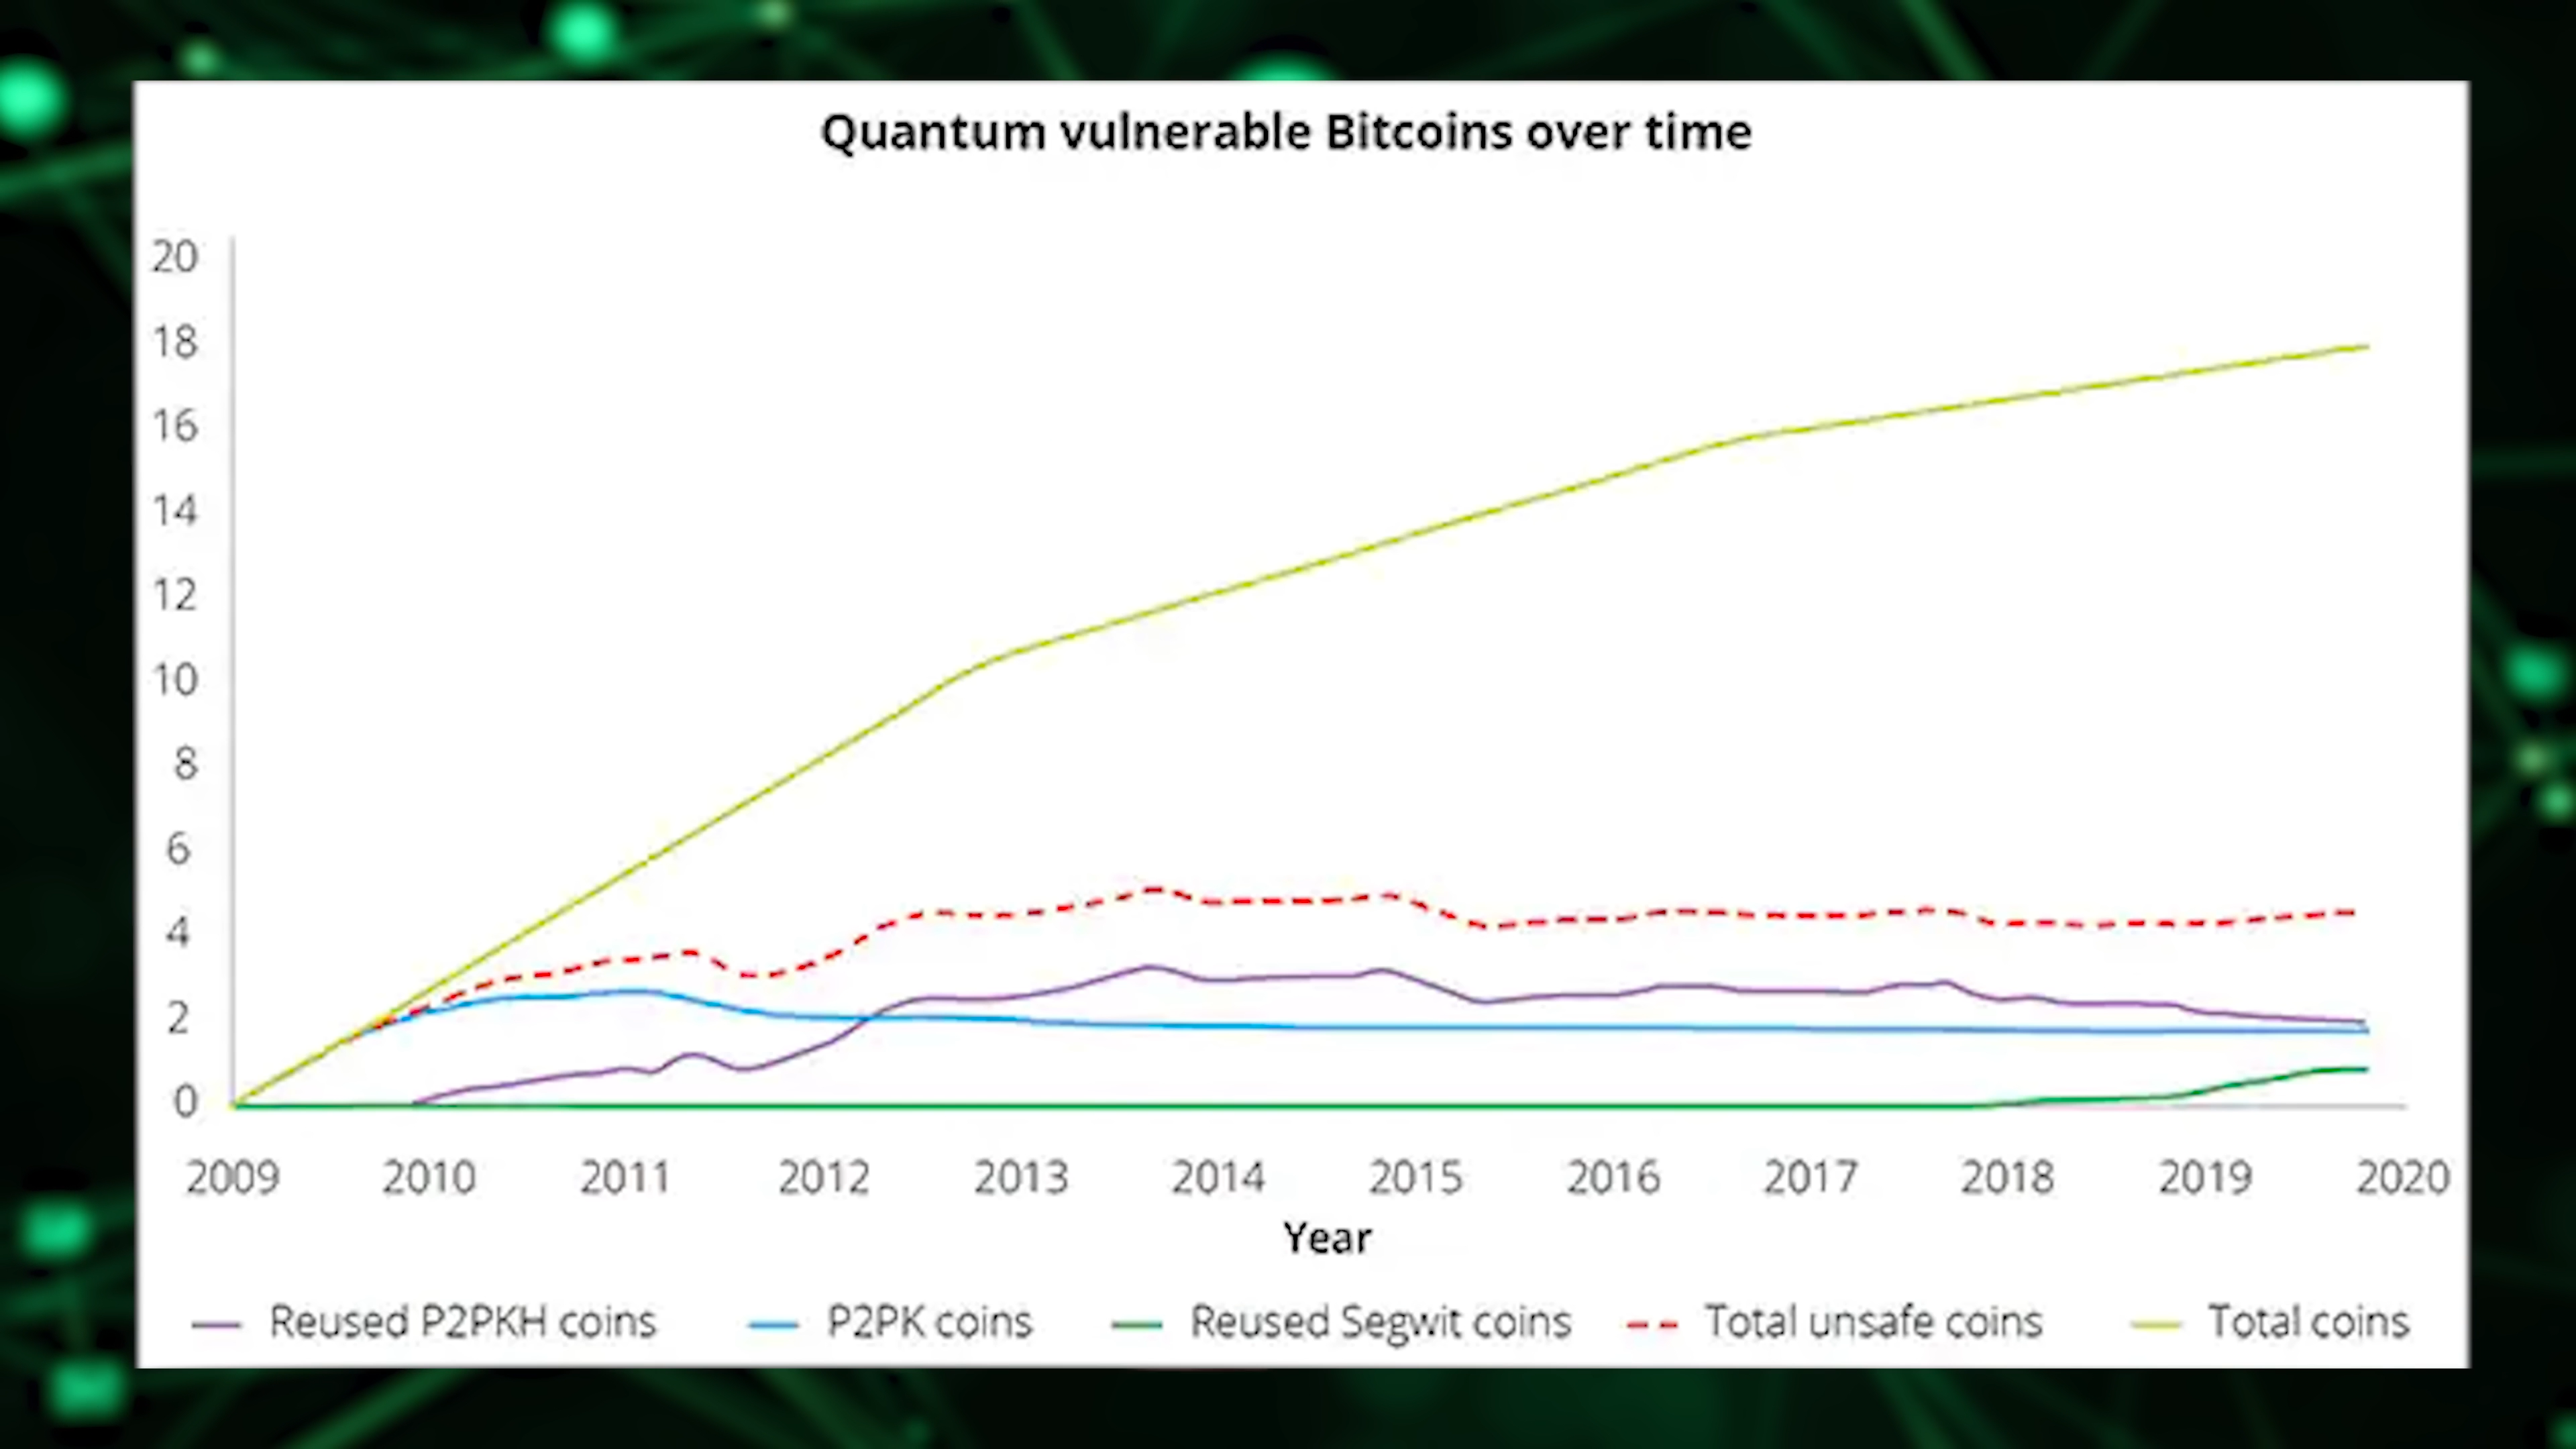 Quantum vulnerable Bitcoins over time
20
18
16
14
12
10
8
6
4
2
0
2009 2010 2011 2012 2013 2014 2015 2016 2017 2018 2019 2020
Year
Reused P2PKH coins P2PK coins Reused Segwit coins Total unsafe coins Total coins